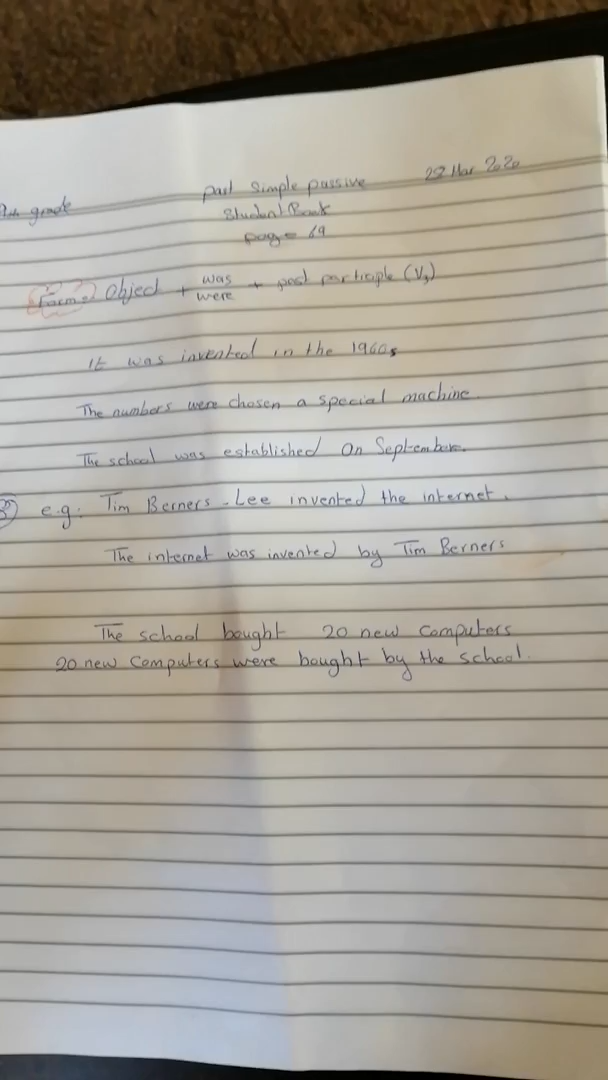 grade past simple passive 22 Mar 2020
Student Book
page 69
Form: Object + was + past participle (V3)
were
It was invented in the 1960s
The numbers were chosen a special machine.
The school was established on September.
e.g: Tim Berners-Lee invented the internet.
The internet was invented by Tim Berners
The school bought 20 new computers
20 new computers were bought by the school.